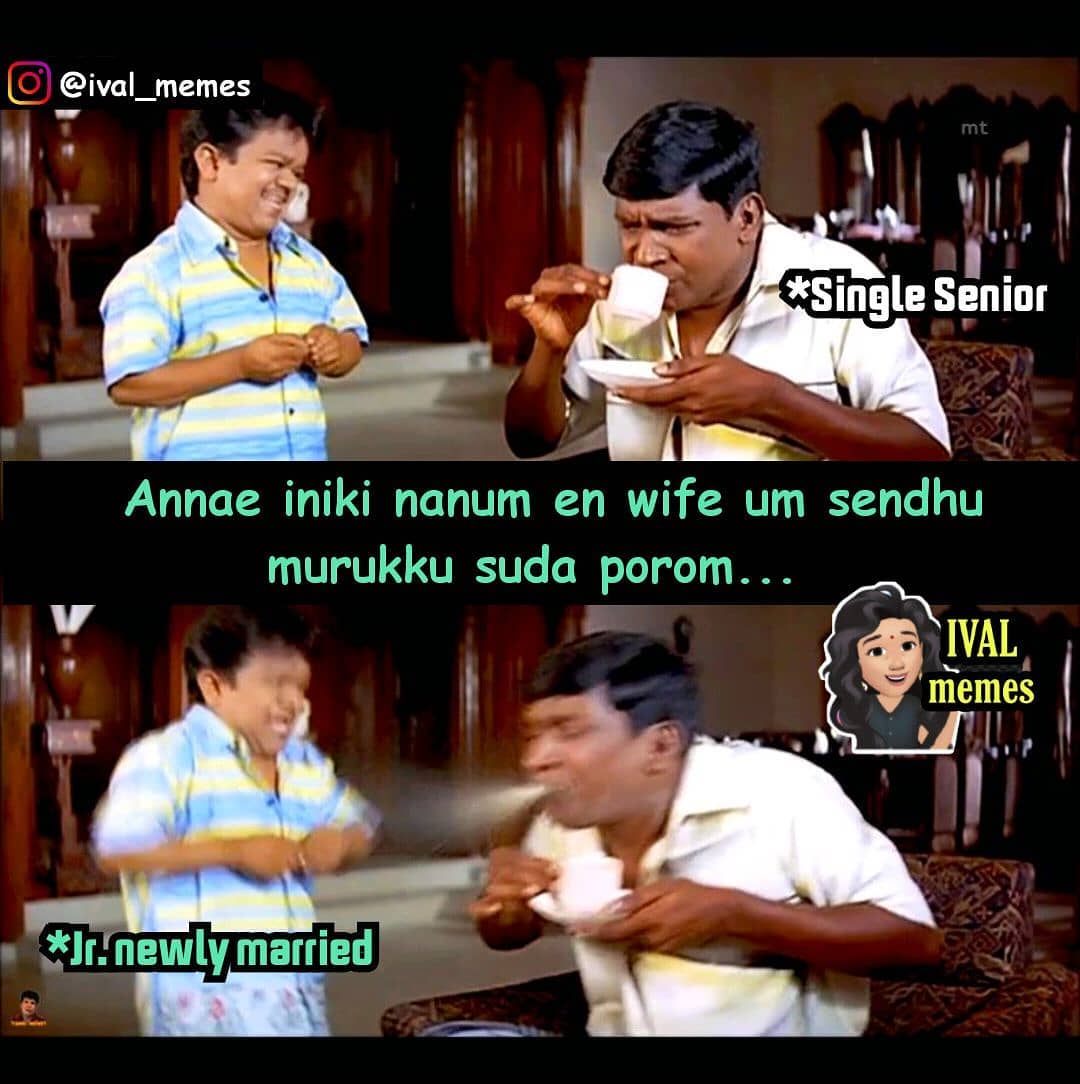 @ival_memes
mt
*Single Senior
Annae iniki nanum en wife um sendhu
murukku suda porom...
IVAL
memes
*Jr. newly married